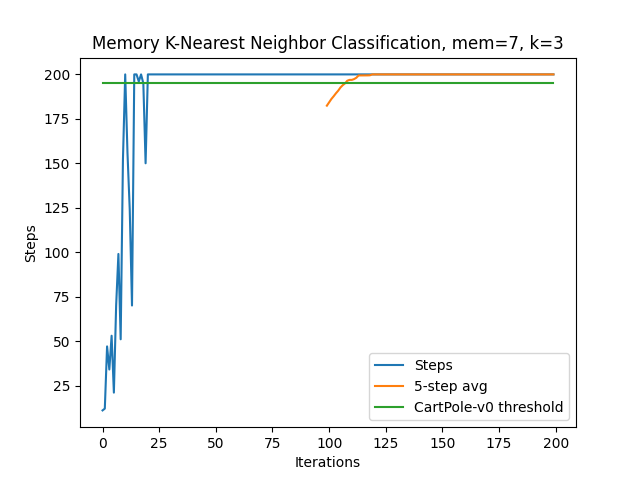 Memory K-Nearest Neighbor Classification, mem=7, k=3
200
175
150
125
100
75
50
25
Steps
Steps
5-step avg
CartPole-v0 threshold
0 25 50 75 100 125 150 175 200
Iterations